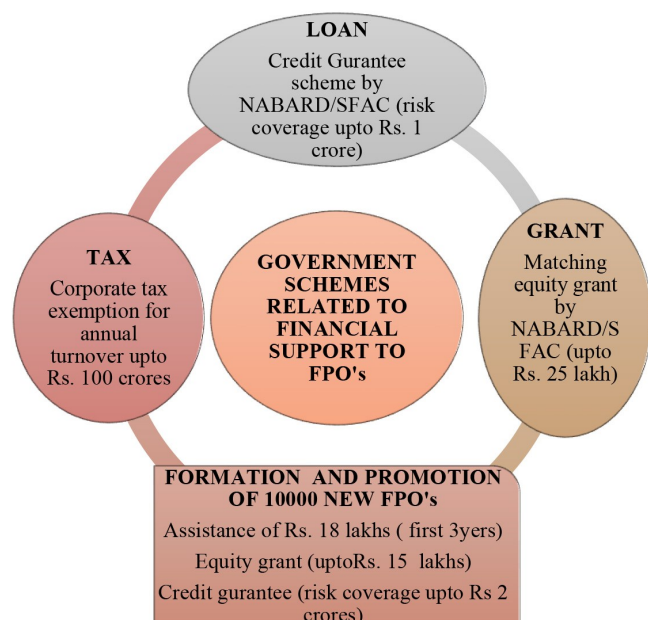 LOAN
Credit Gurantee
scheme by
NABARD/SFAC (risk
coverage upto Rs. 1
crore)
GRANT
Matching
equity grant
by
NABARD/S
FAC (upto
Rs. 25 lakh)
TAX
Corporate tax
exemption for
annual
turnover upto
Rs. 100 crores
GOVERNMENT
SCHEMES
RELATED TO
FINANCIAL
SUPPORT TO
FPO's
FORMATION AND PROMOTION
OF 10000 NEW FPO's
Assistance of Rs. 18 lakhs ( first 3yers)
Equity grant (uptoRs. 15 lakhs)
Credit gurantee (risk coverage upto Rs 2
crores)